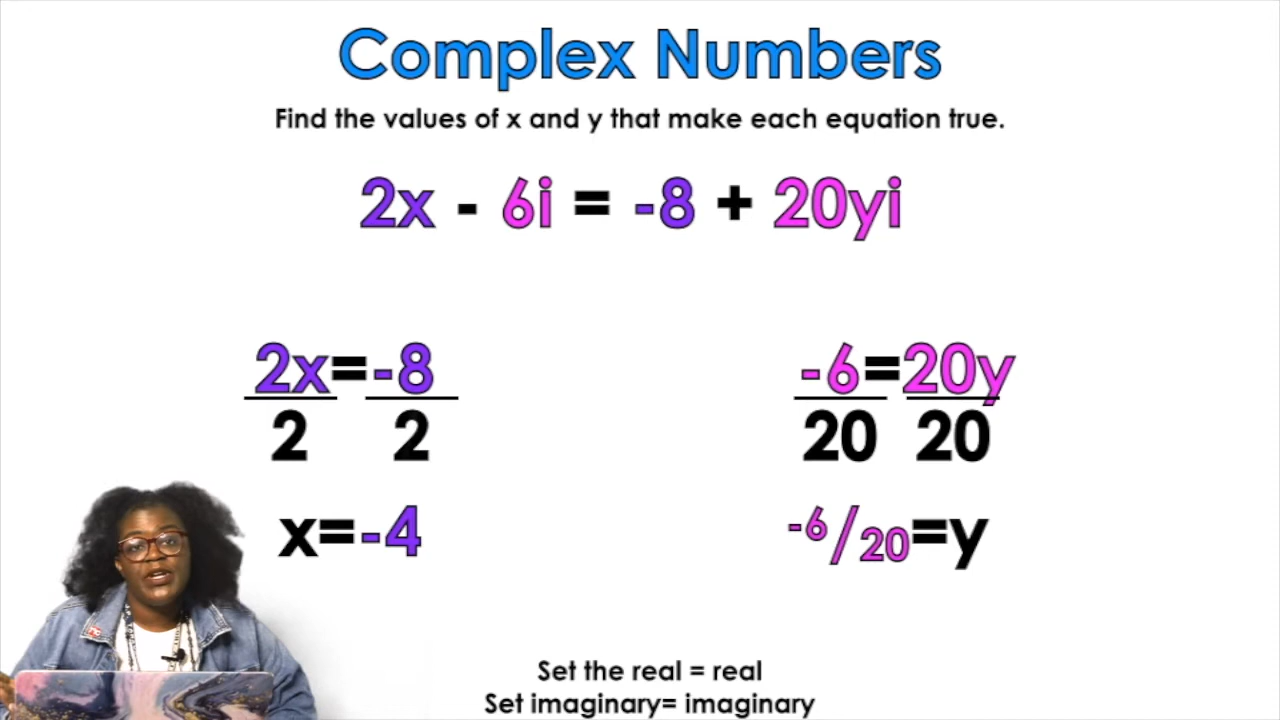 Complex Numbers
Find the values of x and y that make each equation true.
2x - 6i = -8 + 20yi
2x=-8
2 2
x=-4
-6=20y
20 20
-6/20=y
Set the real = real
Set imaginary= imaginary